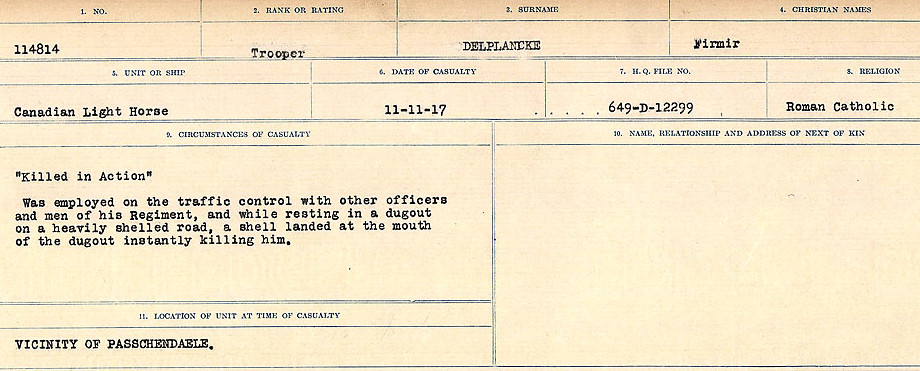 1. NO. 2. RANK OR RATING 3. SURNAME 4. CHRISTIAN NAMES
114814 Trooper DELPLANCKE Firmir
5. UNIT OR SHIP 6. DATE OF CASUALTY 7. H.Q. FILE NO. 8. RELIGION
Canadian Light Horse 11-11-17 649-D-12299 Roman Catholic
9. CIRCUMSTANCES OF CASUALTY 10. NAME, RELATIONSHIP AND ADDRESS OF NEXT OF KIN
"Killed in Action"
Was employed on the traffic control with other officers
and men of his Regiment, and while resting in a dugout
on a heavily shelled road, a shell landed at the mouth
of the dugout instantly killing him.
11. LOCATION OF UNIT AT TIME OF CASUALTY
VICINITY OF PASSCHENDAELE.